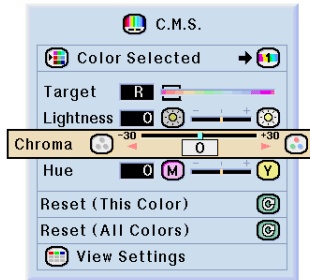 C.M.S.
Color Selected 1
Target R
Lightness 0 - +
Chroma -30 0 +30
Hue 0 M Y
Reset (This Color)
Reset (All Colors)
View Settings